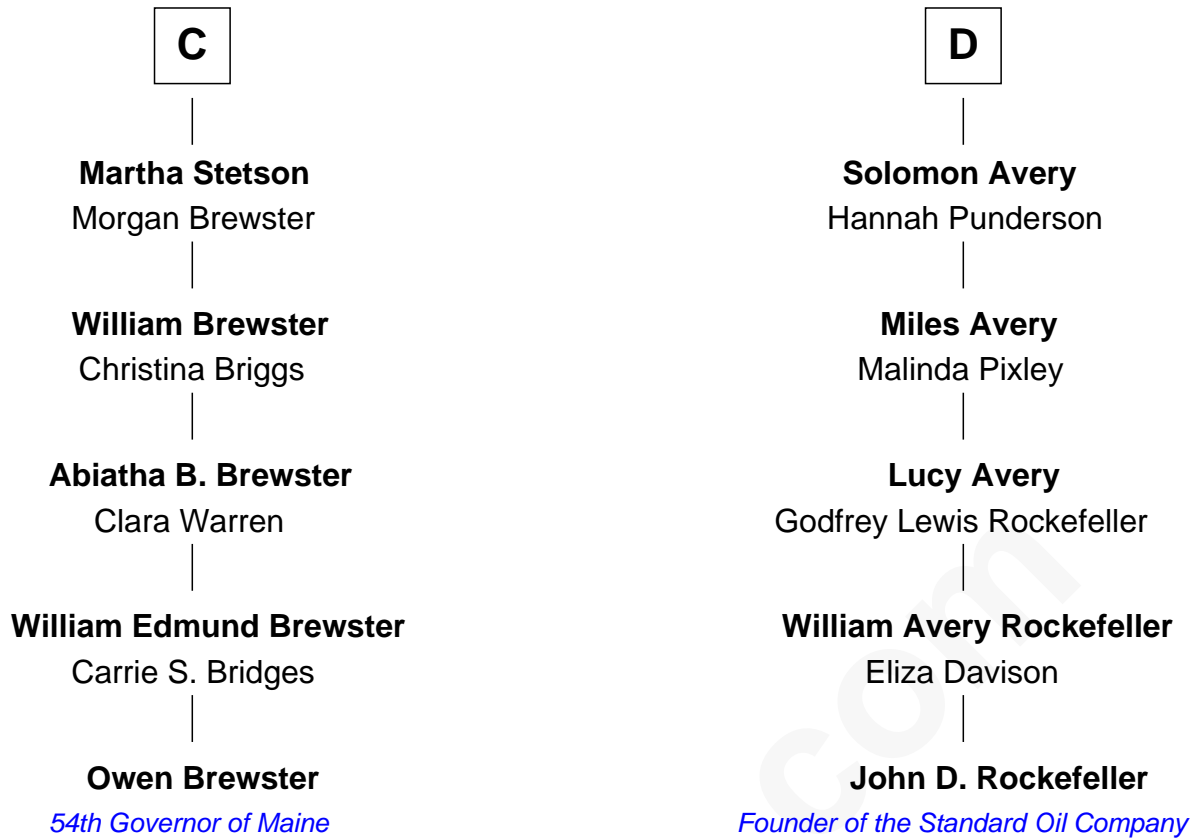 C
Martha Stetson
Morgan Brewster
William Brewster
Christina Briggs
Abiatha B. Brewster
Clara Warren
William Edmund Brewster
Carrie S. Bridges
Owen Brewster
54th Governor of Maine
D
Solomon Avery
Hannah Punderson
Miles Avery
Malinda Pixley
Lucy Avery
Godfrey Lewis Rockefeller
William Avery Rockefeller
Eliza Davison
John D. Rockefeller
Founder of the Standard Oil Company
com